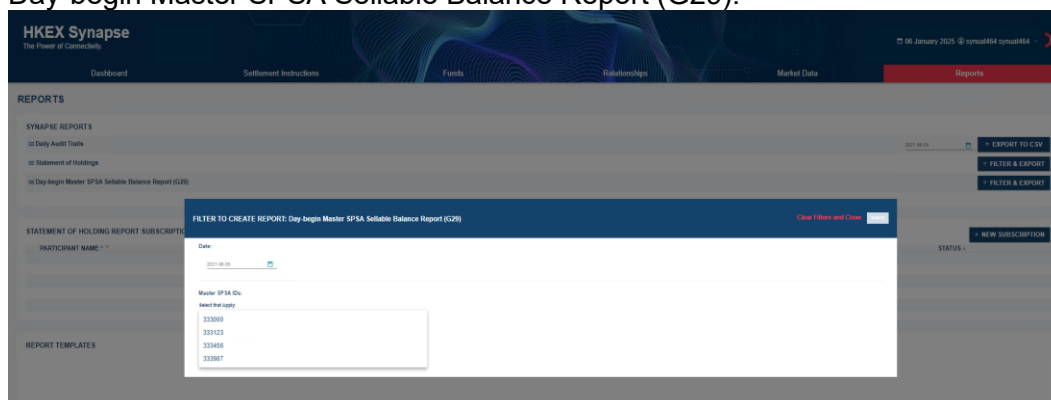 Day-begin Master SPSA Sellable Balance Report (G29).
HKEX Synapse
The Power of Connectivity
06 January 2025 synuat464 synuat464
Dashboard Settlement Instructions Funds Relationships Market Data Reports
REPORTS
SYNAPSE REPORTS
Daily Audit Trails EXPORT TO CSV
Statement of Holdings FILTER & EXPORT
Day-begin Master SPSA Sellable Balance Report (G29) FILTER & EXPORT
FILTER TO CREATE REPORT: Day-begin Master SPSA Sellable Balance Report (G29) Clear Filters and Close
STATEMENT OF HOLDING REPORT SUBSCRIPTIO + NEW SUBSCRIPTION
PARTICIPANT NAME STATUS
Date:
Master SPSA IDs:
Select that Apply
333000
333123
333456
333987
REPORT TEMPLATES